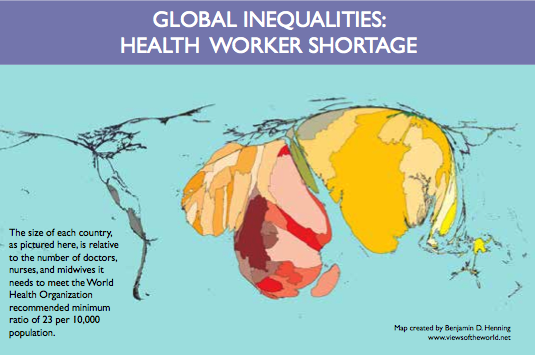 GLOBAL INEQUALITIES:
HEALTH WORKER SHORTAGE
The size of each country,
as pictured here, is relative
to the number of doctors,
nurses, and midwives it
needs to meet the World
Health Organization
recommended minimum
ratio of 23 per 10,000
population.
Map created by Benjamin D. Henning
www.viewsoftheworld.net